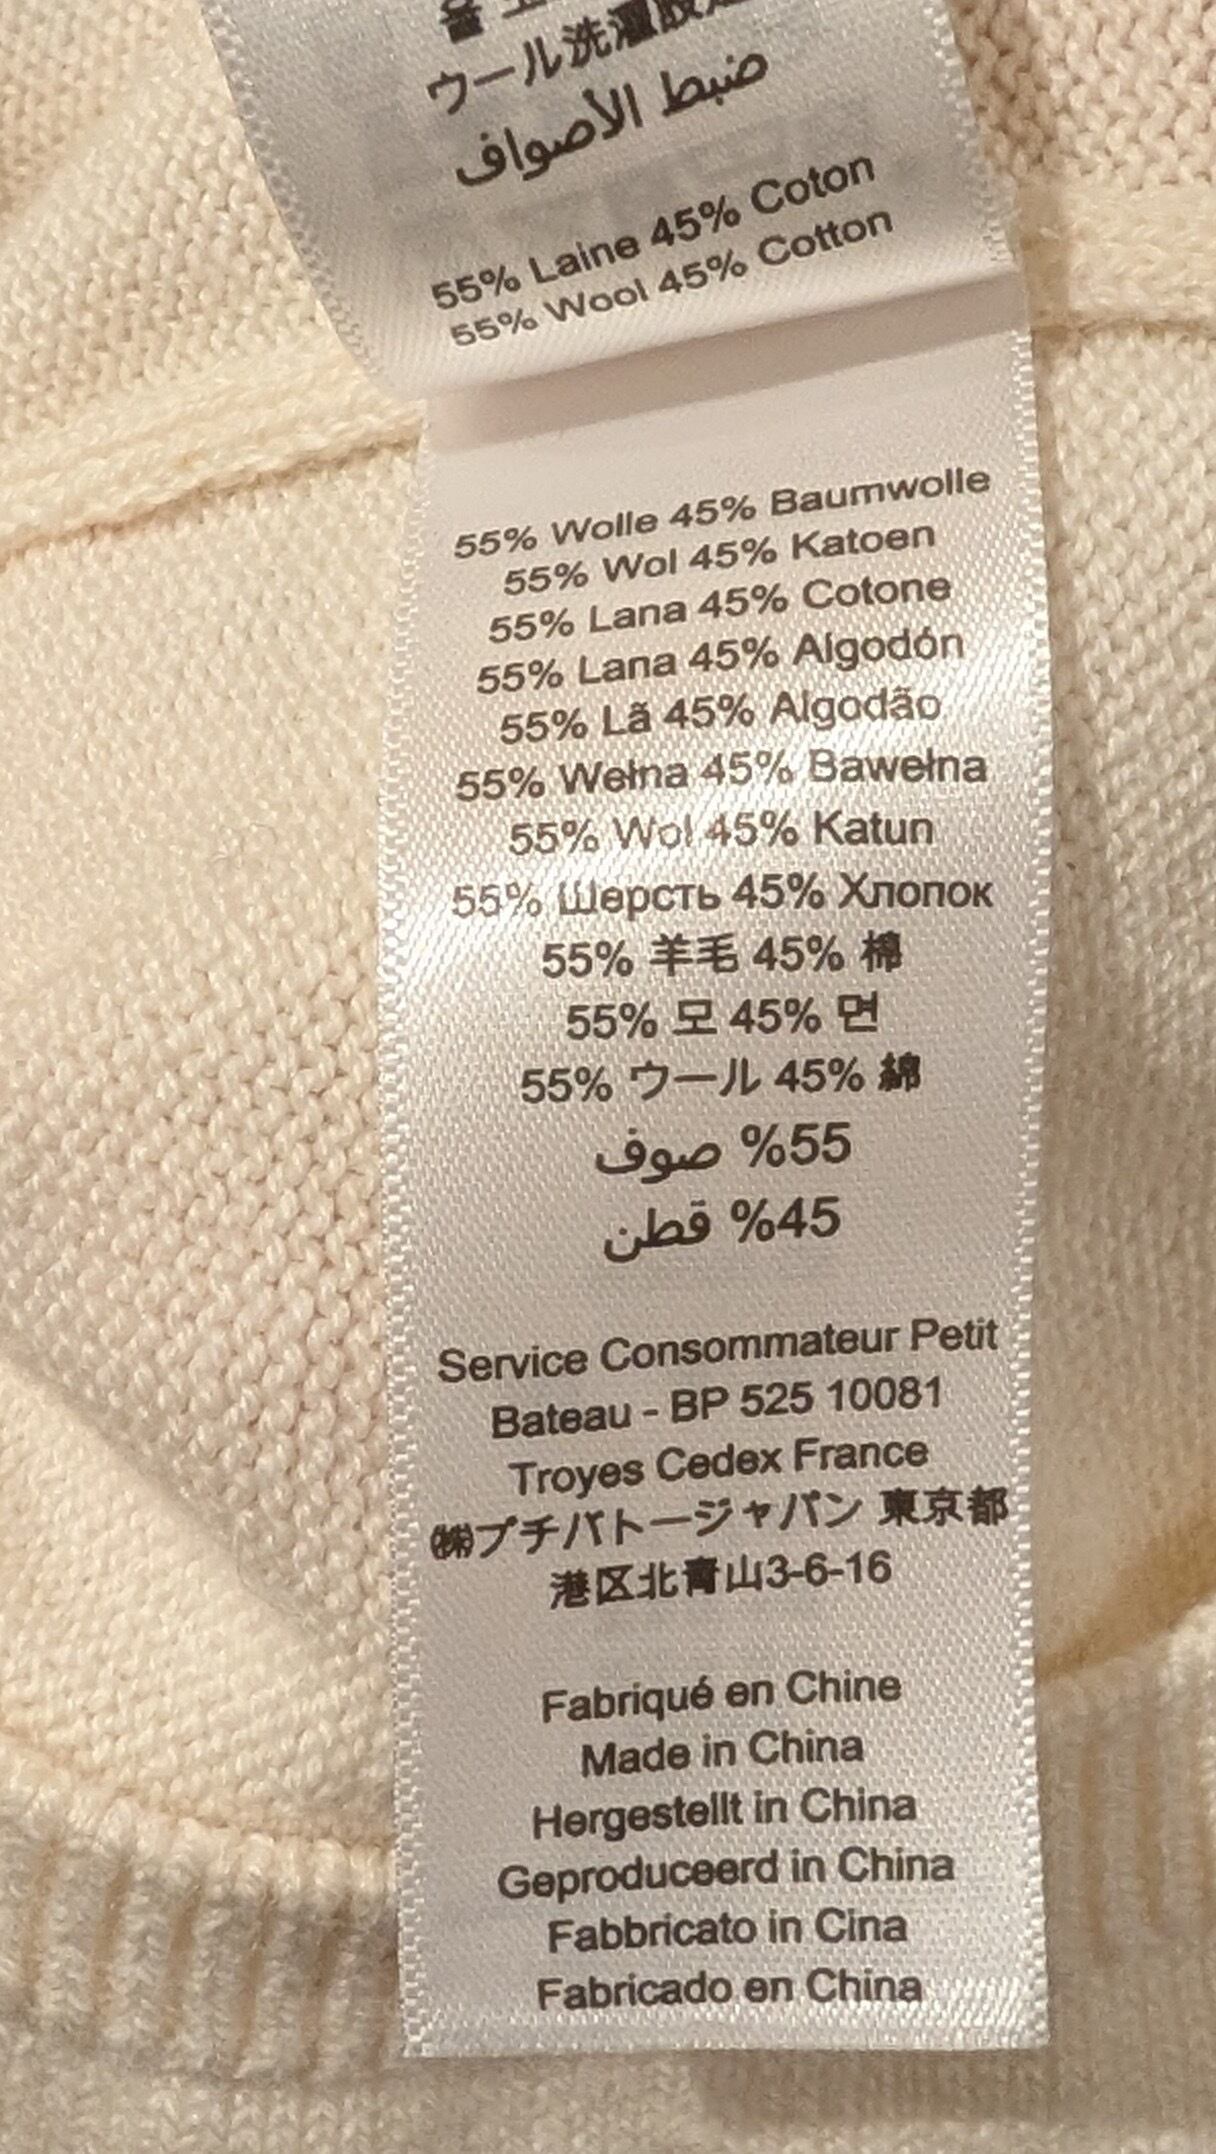 ウール洗濯設定
ضبط الأصواف
55% Laine 45% Coton
55% Wool 45% Cotton
55% Wolle 45% Baumwolle
55% Wol 45% Katoen
55% Lana 45% Cotone
55% Lana 45% Algodón
55% Lã 45% Algodão
55% Wełna 45% Bawełna
55% Wol 45% Katun
55% Шерсть 45% Хлопок
55% 羊毛 45% 棉
55% 모 45% 면
55% ウール 45% 綿
%55 صوف
%45 قطن
Service Consommateur Petit
Bateau - BP 525 10081
Troyes Cedex France
㈱プチバトージャパン 東京都
港区北青山3-6-16
Fabriqué en Chine
Made in China
Hergestellt in China
Geproduceerd in China
Fabbricato in Cina
Fabricado en China